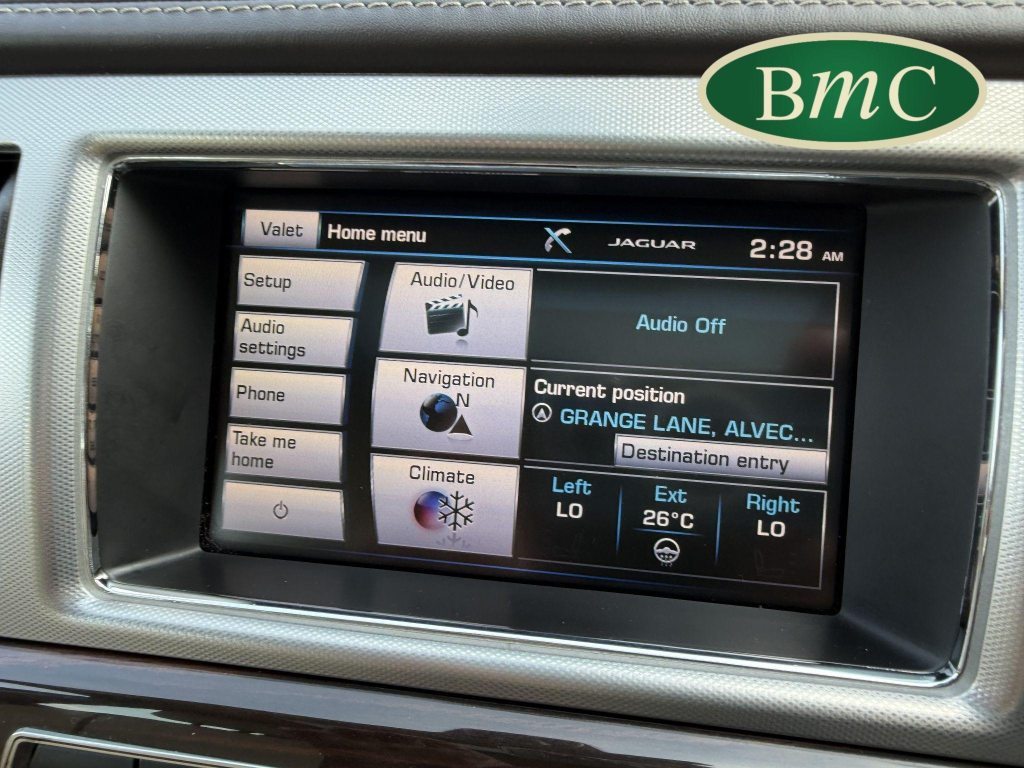 BmC
Valet
Home menu
JAGUAR
2:28 AM
Setup
Audio/Video
Audio Off
Audio
settings
Navigation
N
Current position
GRANGE LANE, ALVEC...
Destination entry
Phone
Take me
home
Climate
Left
LO
Ext
26°C
Right
LO